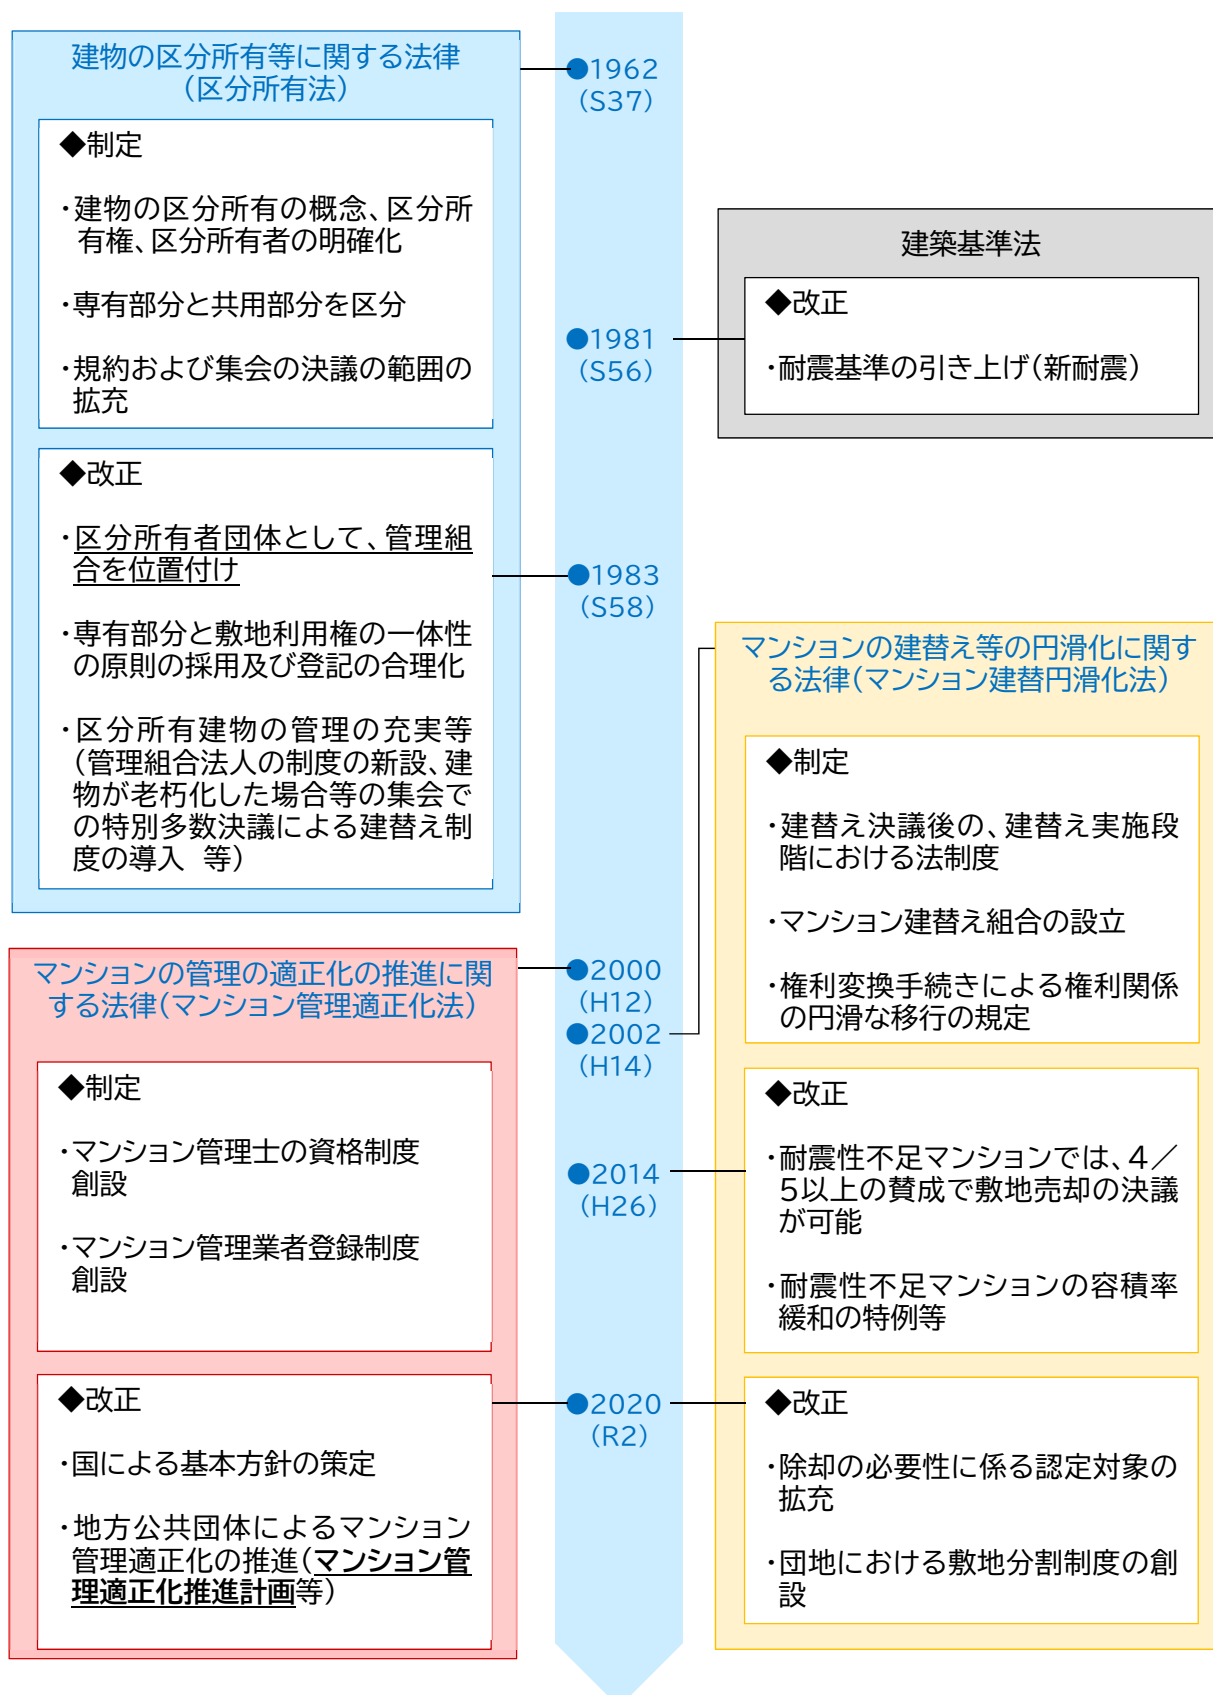 建物の区分所有等に関する法律
(区分所有法)
◆制定
・建物の区分所有の概念、区分所
有権、区分所有者の明確化
・専有部分と共用部分を区分
・規約および集会の決議の範囲の
拡充
◆改正
・区分所有者団体として、管理組
合を位置付け
・専有部分と敷地利用権の一体性
の原則の採用及び登記の合理化
・区分所有建物の管理の充実等
(管理組合法人の制度の新設、建
物が老朽化した場合等の集会で
の特別多数決議による建替え制
度の導入 等)
マンションの管理の適正化の推進に関
する法律(マンション管理適正化法)
◆制定
・マンション管理士の資格制度
創設
・マンション管理業者登録制度
創設
◆改正
・国による基本方針の策定
・地方公共団体によるマンション
管理適正化の推進(マンション管
理適正化推進計画等)
●1962
(S37)
●1981
(S56)
●1983
(S58)
●2000
(H12)
●2002
(H14)
●2014
(H26)
●2020
(R2)
建築基準法
◆改正
・耐震基準の引き上げ(新耐震)
マンションの建替え等の円滑化に関す
る法律(マンション建替円滑化法)
◆制定
・建替え決議後の、建替え実施段
階における法制度
・マンション建替え組合の設立
・権利変換手続きによる権利関係
の円滑な移行の規定
◆改正
・耐震性不足マンションでは、4/
5以上の賛成で敷地売却の決議
が可能
・耐震性不足マンションの容積率
緩和の特例等
◆改正
・除却の必要性に係る認定対象の
拡充
・団地における敷地分割制度の創
設